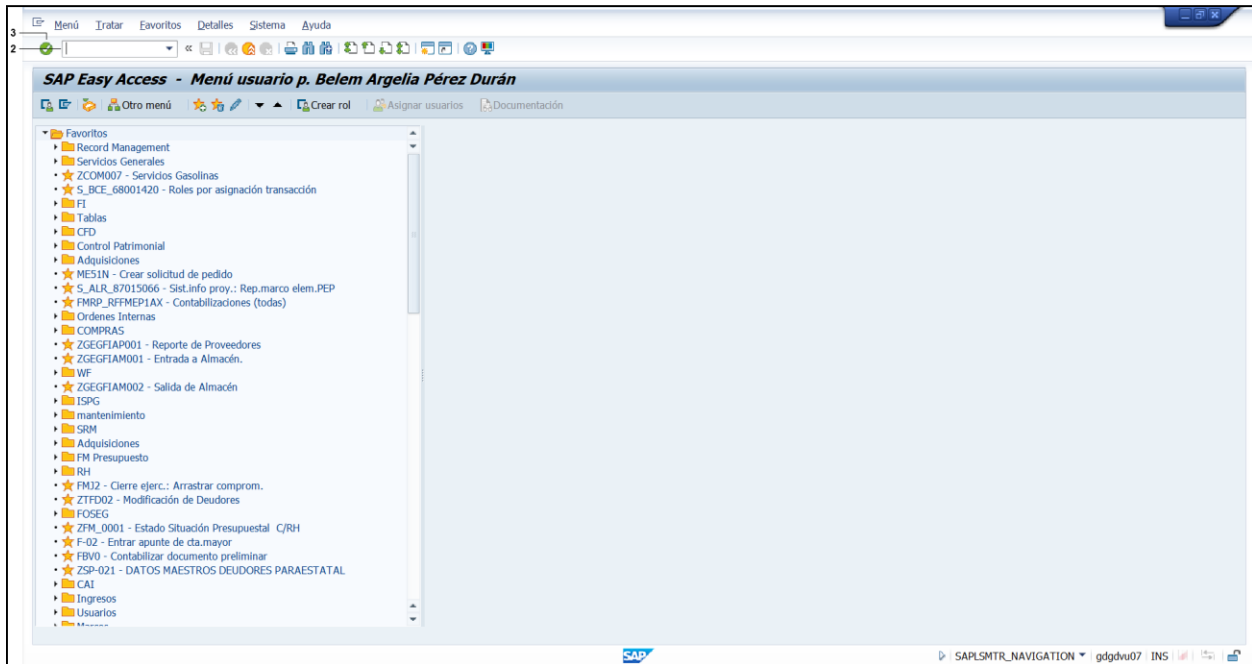 Menú Tratar Favoritos Detalles Sistema Ayuda
3
2
SAP Easy Access - Menú usuario p. Belem Argelia Pérez Durán
Otro menú Crear rol Asignar usuarios Documentación
Favoritos
Record Management
Servicios Generales
ZCOM007 - Servicios Gasolinas
S_BCE_68001420 - Roles por asignación transacción
FI
Tablas
CFD
Control Patrimonial
Adquisiciones
ME51N - Crear solicitud de pedido
S_ALR_87015066 - Sist.info proy.: Rep.marco elem.PEP
FMRP_RFFMEP1AX - Contabilizaciones (todas)
Ordenes Internas
COMPRAS
ZGEGFIAP001 - Reporte de Proveedores
ZGEGFIAM001 - Entrada a Almacén.
WF
ZGEGFIAM002 - Salida de Almacén
ISPG
mantenimiento
SRM
Adquisiciones
FM Presupuesto
RH
FMJ2 - Cierre ejerc.: Arrastrar comprom.
ZTFD02 - Modificación de Deudores
FOSEG
ZFM_0001 - Estado Situación Presupuestal C/RH
F-02 - Entrar apunte de cta.mayor
FBV0 - Contabilizar documento preliminar
ZSP-021 - DATOS MAESTROS DEUDORES PARAESTATAL
CAI
Ingresos
Usuarios
SAP
SAPLSMTR_NAVIGATION gdgdvu07 INS